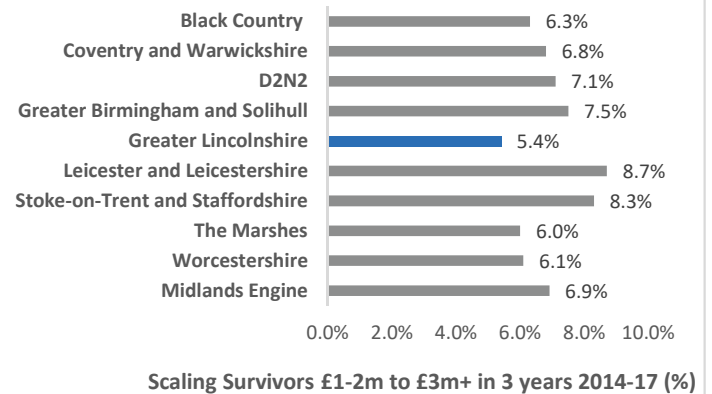 Black Country 6.3%
Coventry and Warwickshire 6.8%
D2N2 7.1%
Greater Birmingham and Solihull 7.5%
Greater Lincolnshire 5.4%
Leicester and Leicestershire 8.7%
Stoke-on-Trent and Staffordshire 8.3%
The Marshes 6.0%
Worcestershire 6.1%
Midlands Engine 6.9%
0.0% 2.0% 4.0% 6.0% 8.0% 10.0%
Scaling Survivors £1-2m to £3m+ in 3 years 2014-17 (%)